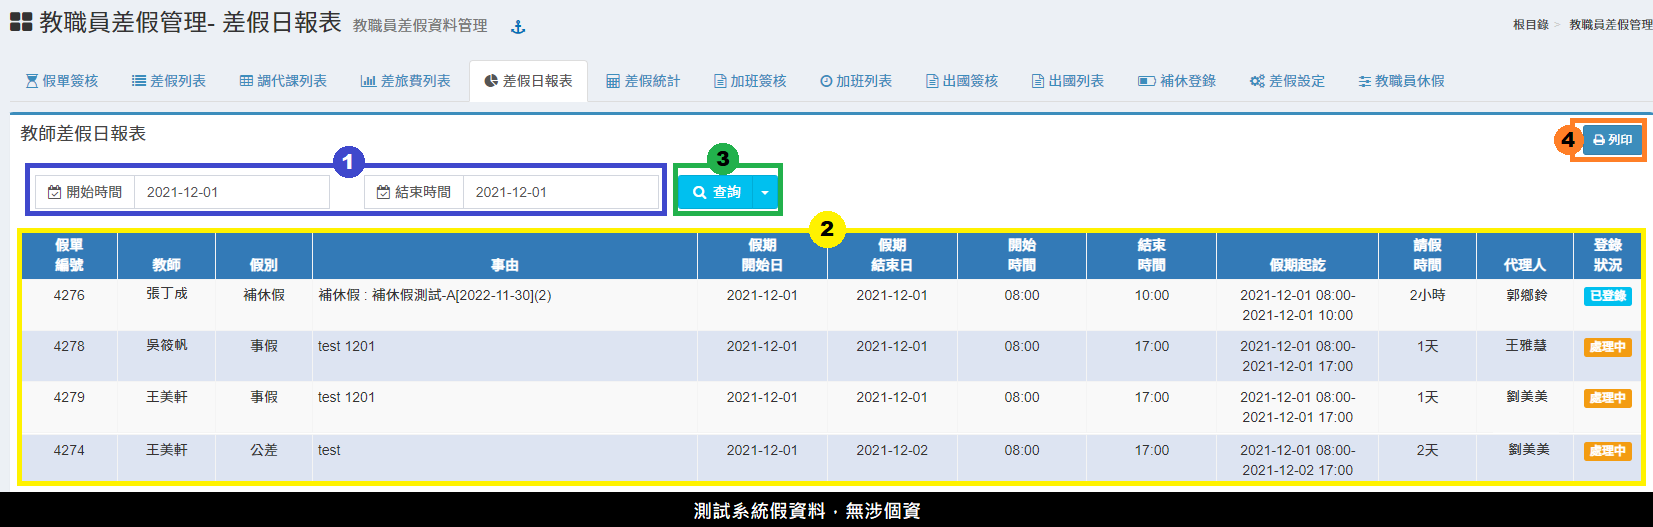 教職員差假管理- 差假日報表 教職員差假資料管理
根目錄 > 教職員差假管理
假單簽核 差假列表 調代課列表 差旅費列表 差假日報表 差假統計 加班簽核 加班列表 出國簽核 出國列表 補休登錄 差假設定 教職員休假
教師差假日報表
4 列印
1 3
開始時間 2021-12-01 結束時間 2021-12-01 查詢
2
假單編號 教師 假別 事由 假期開始日 假期結束日 開始時間 結束時間 假期起訖 請假時間 代理人 登錄狀況
4276 張丁成 補休假 補休假 : 補休假測試-A[2022-11-30](2) 2021-12-01 2021-12-01 08:00 10:00 2021-12-01 08:00- 2小時 郭鄉鈴 已登錄
2021-12-01 10:00
4278 吳筱帆 事假 test 1201 2021-12-01 2021-12-01 08:00 17:00 2021-12-01 08:00- 1天 王雅慧 處理中
2021-12-01 17:00
4279 王美軒 事假 test 1201 2021-12-01 2021-12-01 08:00 17:00 2021-12-01 08:00- 1天 劉美美 處理中
2021-12-01 17:00
4274 王美軒 公差 test 2021-12-01 2021-12-02 08:00 17:00 2021-12-01 08:00- 2天 劉美美 處理中
2021-12-02 17:00
測試系統假資料，無涉個資